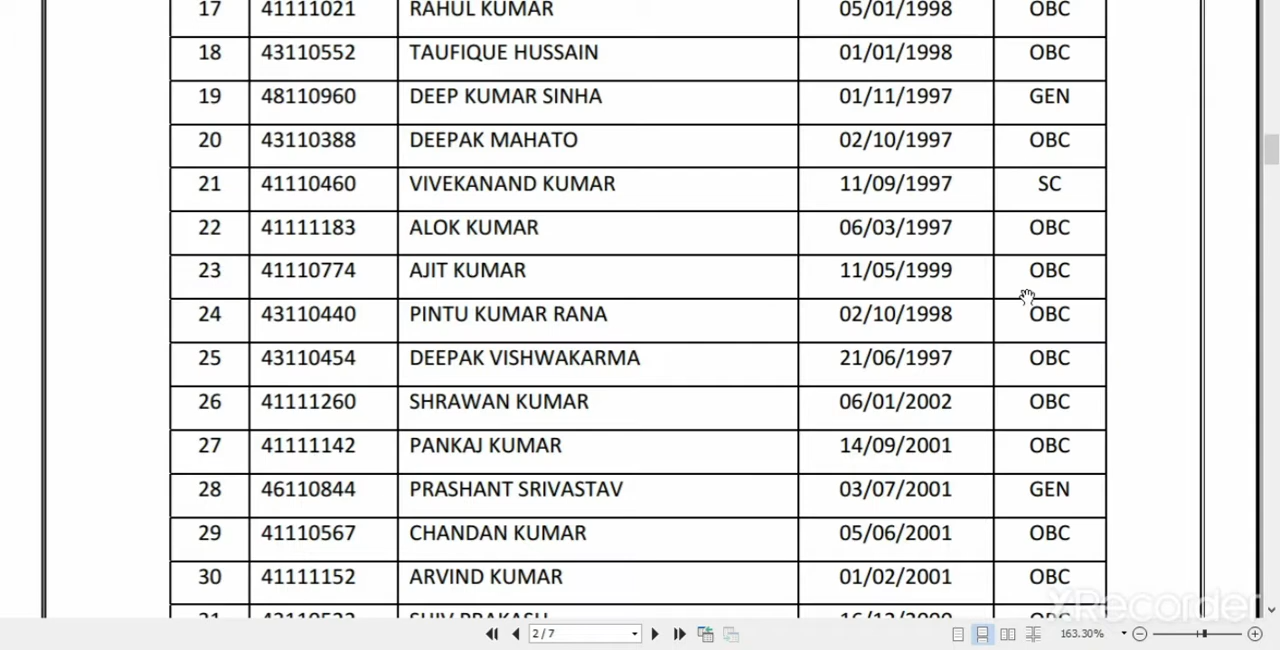 17 41111021 RAHUL KUMAR 05/01/1998 OBC
18 43110552 TAUFIQUE HUSSAIN 01/01/1998 OBC
19 48110960 DEEP KUMAR SINHA 01/11/1997 GEN
20 43110388 DEEPAK MAHATO 02/10/1997 OBC
21 41110460 VIVEKANAND KUMAR 11/09/1997 SC
22 41111183 ALOK KUMAR 06/03/1997 OBC
23 41110774 AJIT KUMAR 11/05/1999 OBC
24 43110440 PINTU KUMAR RANA 02/10/1998 OBC
25 43110454 DEEPAK VISHWAKARMA 21/06/1997 OBC
26 41111260 SHRAWAN KUMAR 06/01/2002 OBC
27 41111142 PANKAJ KUMAR 14/09/2001 OBC
28 46110844 PRASHANT SRIVASTAV 03/07/2001 GEN
29 41110567 CHANDAN KUMAR 05/06/2001 OBC
30 41111152 ARVIND KUMAR 01/02/2001 OBC
31 SHIV PRAKASH OBC
XRecorder
2 / 7 163.30%